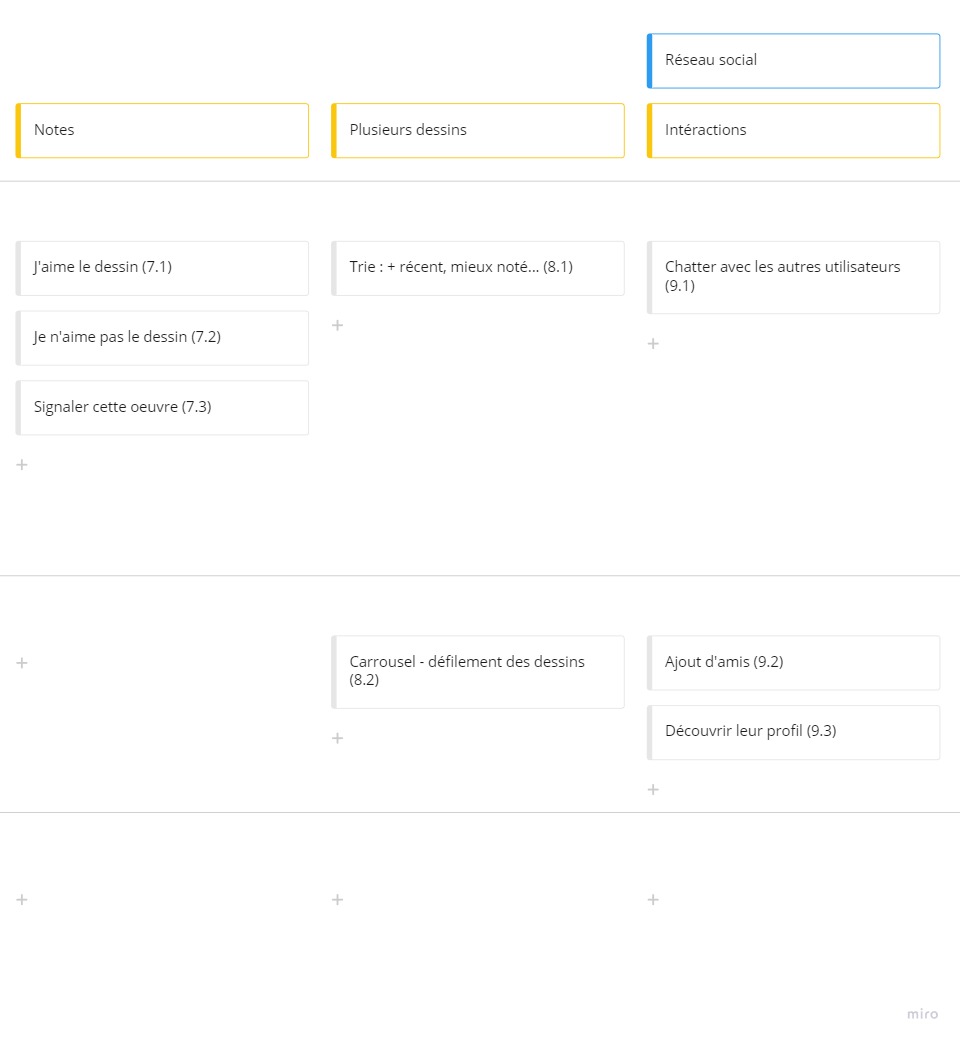 Réseau social
Notes
Plusieurs dessins
Intéractions
J'aime le dessin (7.1)
Trie : + récent, mieux noté... (8.1)
Chatter avec les autres utilisateurs
(9.1)
Je n'aime pas le dessin (7.2)
Signaler cette oeuvre (7.3)
Carrousel - défilement des dessins
(8.2)
Ajout d'amis (9.2)
Découvrir leur profil (9.3)
miro